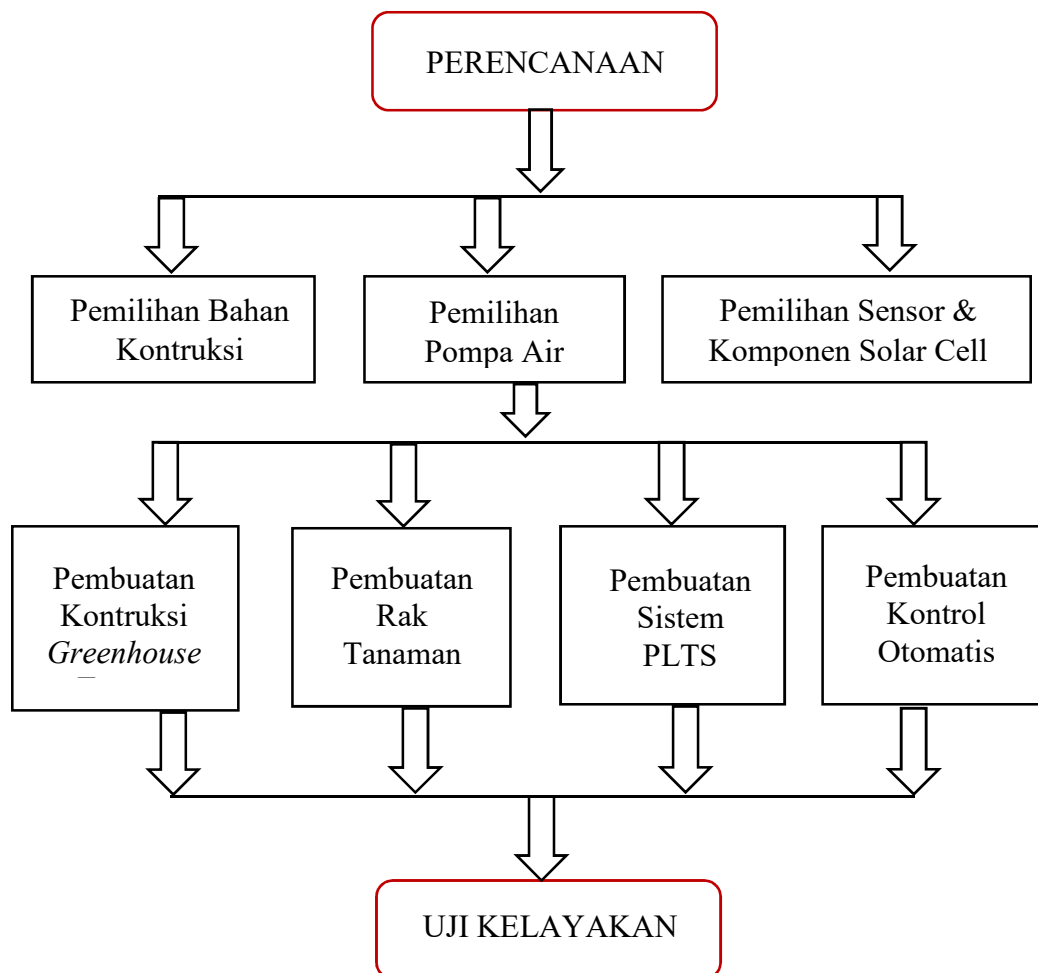 PERENCANAAN
Pemilihan Bahan
Kontruksi
Pemilihan
Pompa Air
Pemilihan Sensor &
Komponen Solar Cell
Pembuatan
Kontruksi
Greenhouse
Pembuatan
Rak
Tanaman
Pembuatan
Sistem
PLTS
Pembuatan
Kontrol
Otomatis
UJI KELAYAKAN